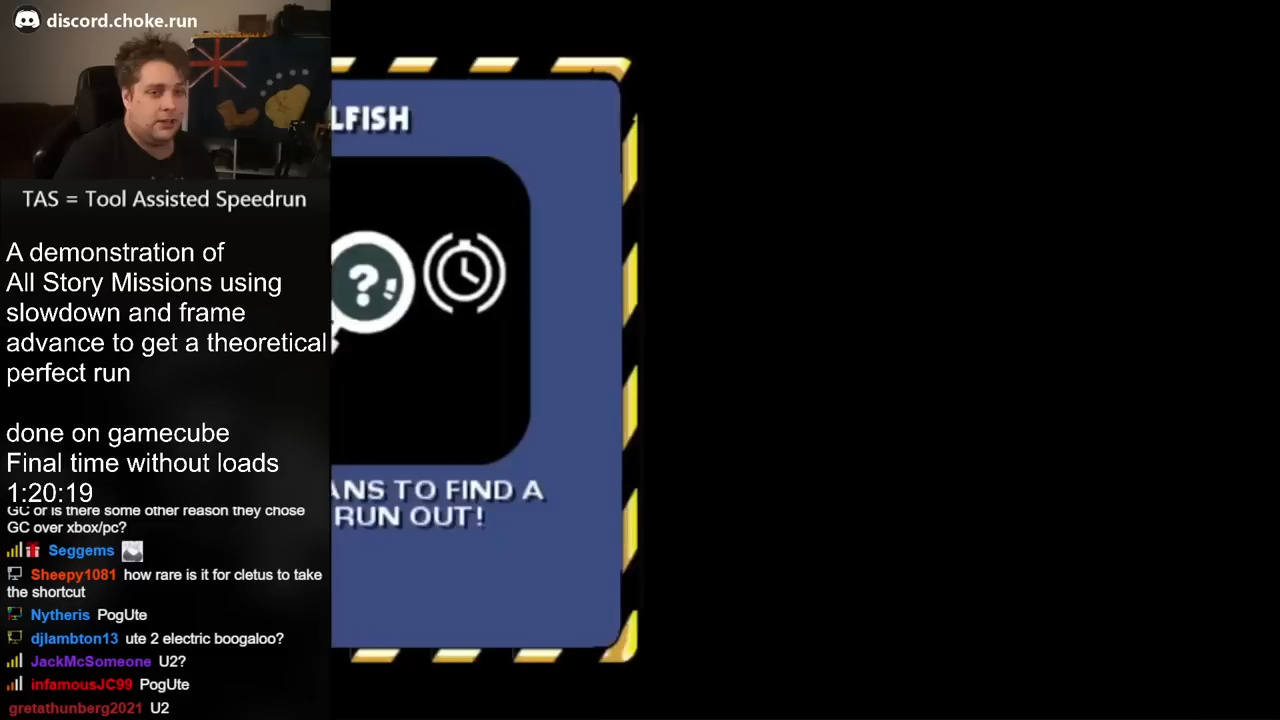 discord.choke.run
TAS = Tool Assisted Speedrun
A demonstration of
All Story Missions using
slowdown and frame
advance to get a theoretical
perfect run
done on gamecube
Final time without loads
1:20:19
GC or is there some other reason they chose
GC over xbox/pc?
Seggems
Sheepy1081 how rare is it for cletus to take
the shortcut
Nytheris PogUte
djlambton13 ute 2 electric boogaloo?
JackMcSomeone U2?
infamousJC99 PogUte
gretathunberg2021 U2
LFISH
?
ANS TO FIND A
RUN OUT!